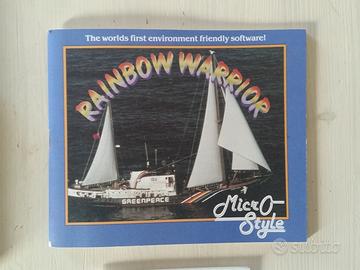 The worlds first environment friendly software!
RAINBOW WARRIOR
GREENPEACE
MicrO-
Style
subito